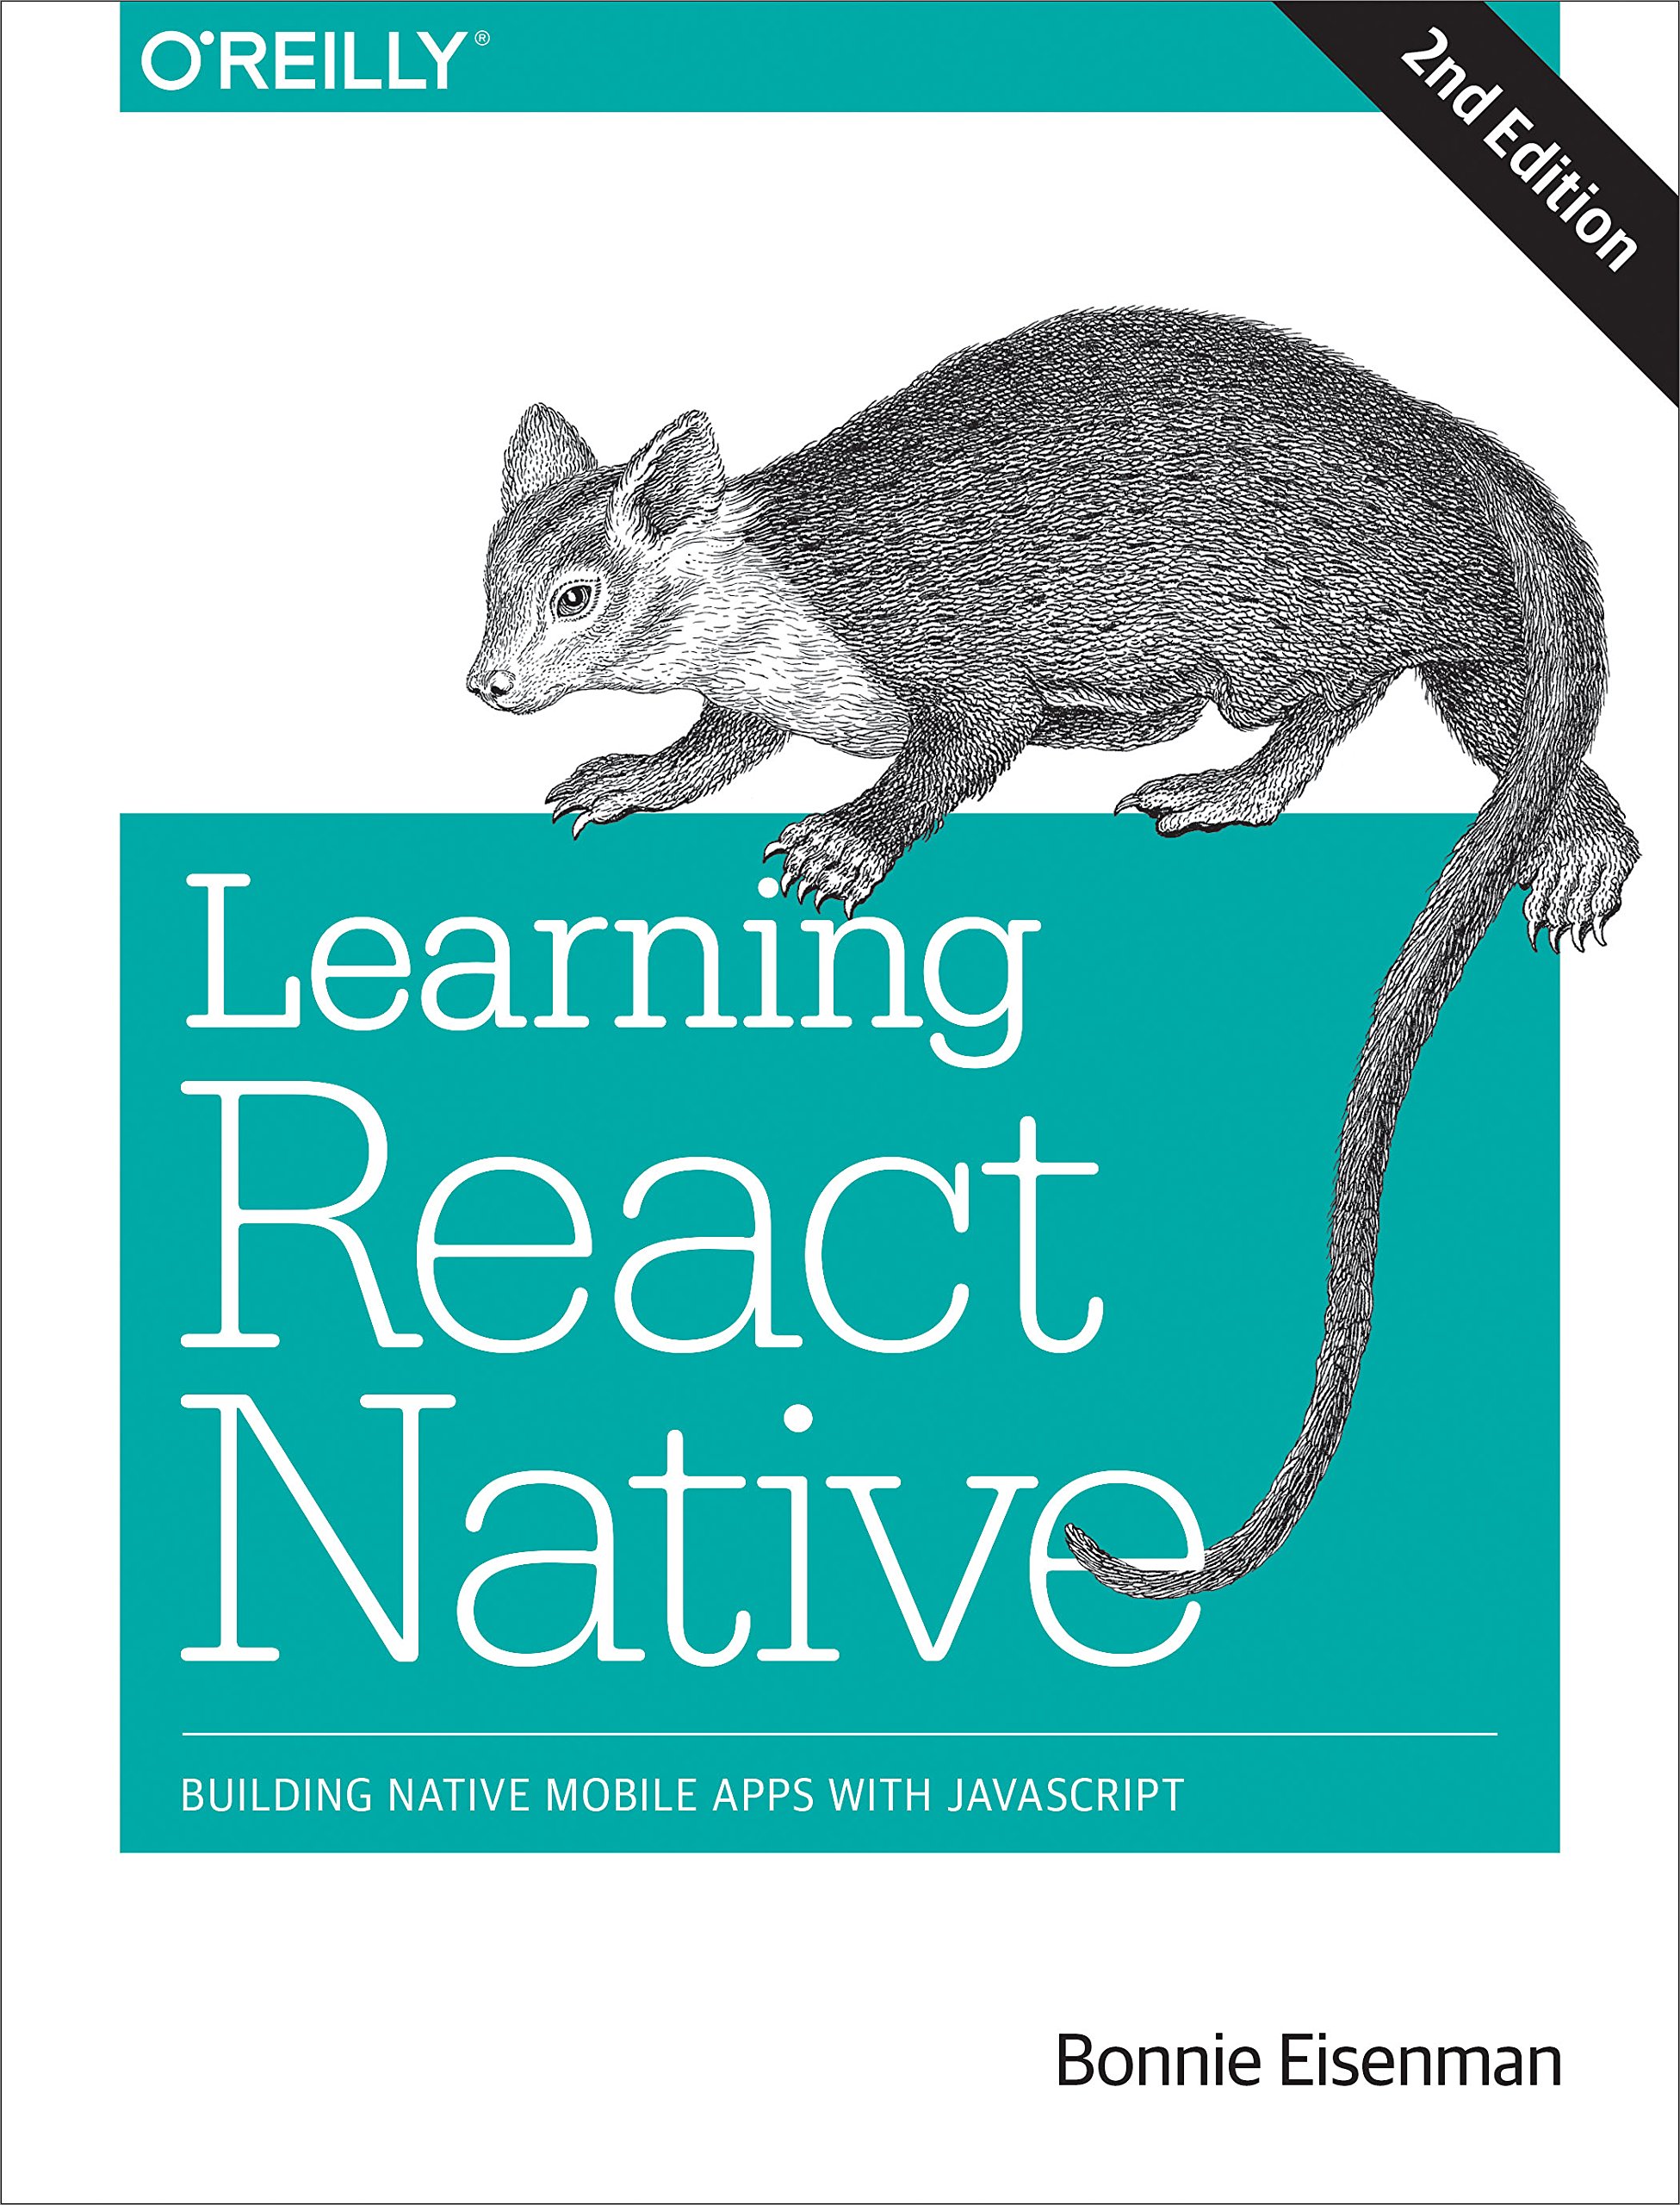 O'REILLY®
2nd Edition
Learning
React
Native
BUILDING NATIVE MOBILE APPS WITH JAVASCRIPT
Bonnie Eisenman